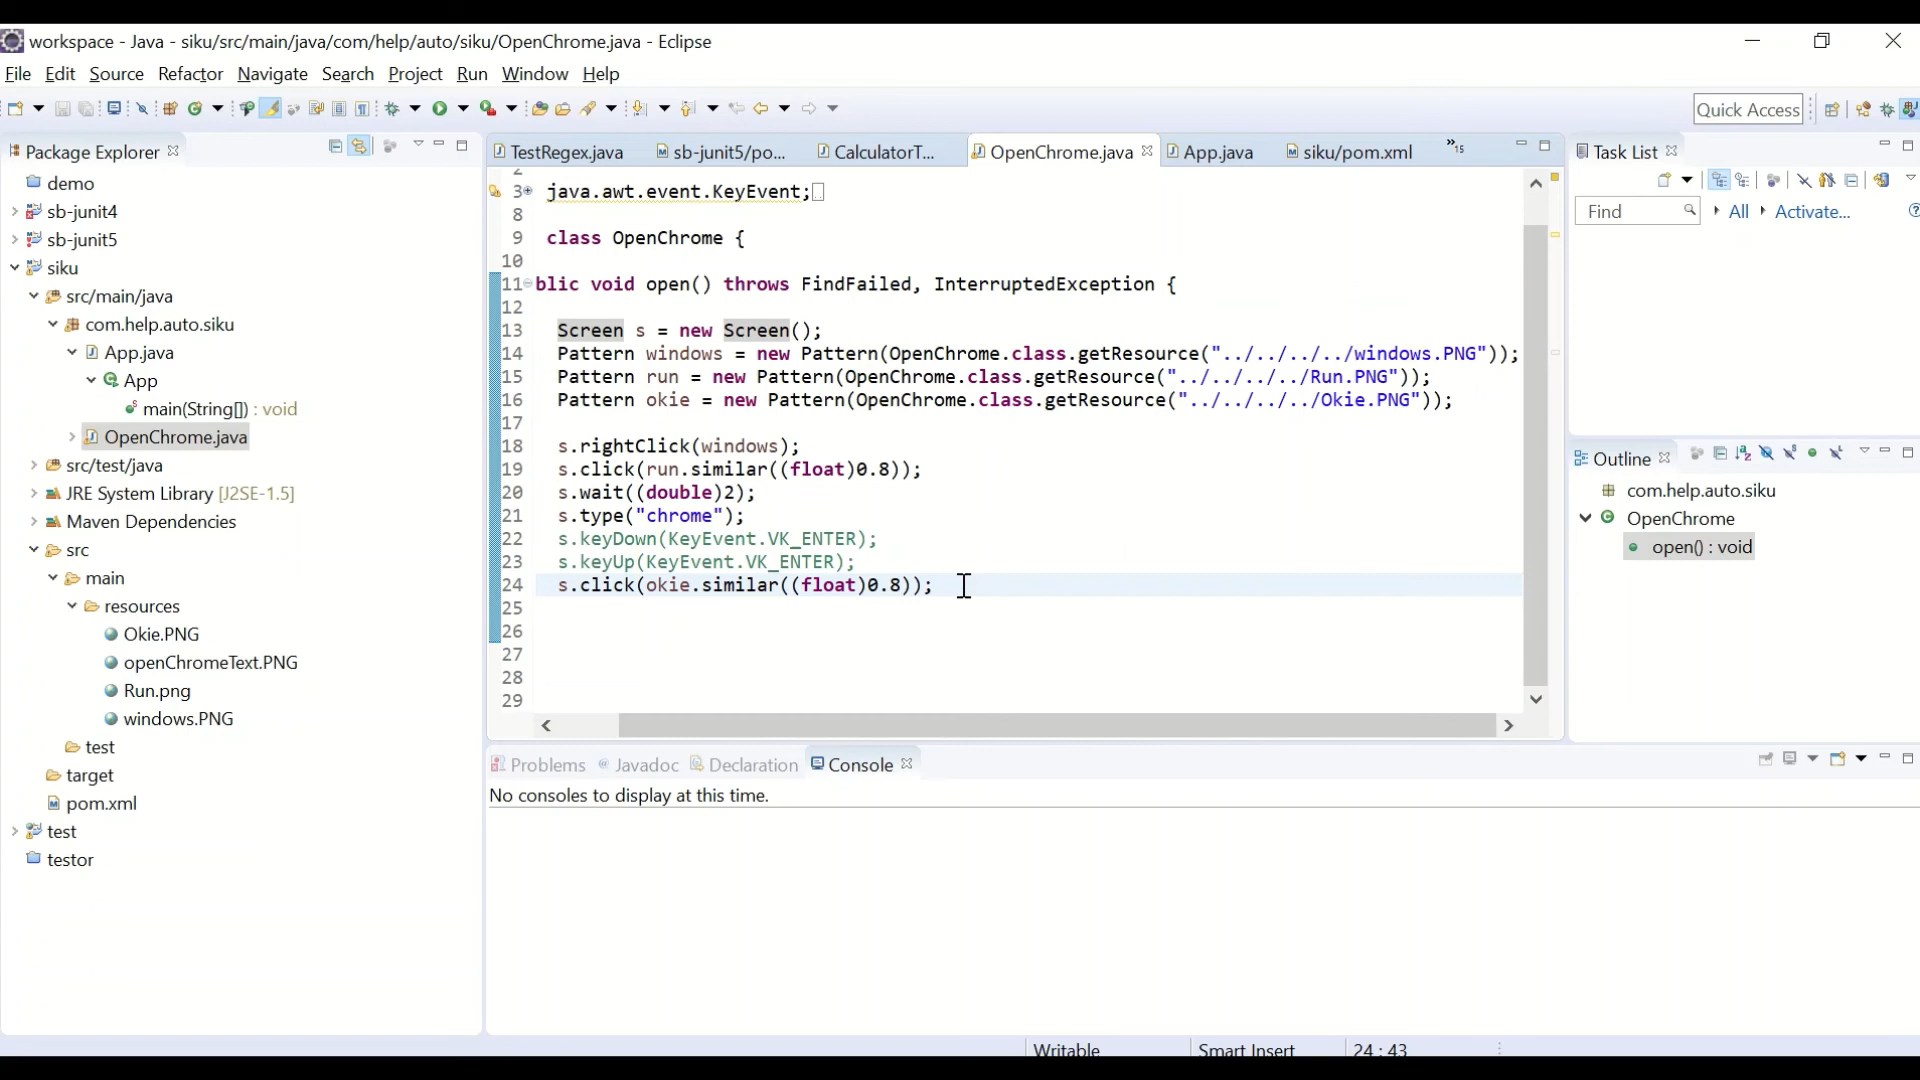 workspace - Java - siku/src/main/java/com/help/auto/siku/OpenChrome.java - Eclipse
File Edit Source Refactor Navigate Search Project Run Window Help
Quick Access
Package Explorer
demo
sb-junit4
sb-junit5
siku
src/main/java
com.help.auto.siku
App.java
App
main(String[]) : void
OpenChrome.java
src/test/java
JRE System Library [J2SE-1.5]
Maven Dependencies
src
main
resources
Okie.PNG
openChromeText.PNG
Run.png
windows.PNG
test
target
pom.xml
test
testor
TestRegex.java sb-junit5/po... CalculatorT... OpenChrome.java App.java siku/pom.xml »15
2
3 java.awt.event.KeyEvent;
8
9 class OpenChrome {
10
11 blic void open() throws FindFailed, InterruptedException {
12
13 Screen s = new Screen();
14 Pattern windows = new Pattern(OpenChrome.class.getResource("../../../../windows.PNG"));
15 Pattern run = new Pattern(OpenChrome.class.getResource("../../../../Run.PNG"));
16 Pattern okie = new Pattern(OpenChrome.class.getResource("../../../../Okie.PNG"));
17
18 s.rightClick(windows);
19 s.click(run.similar((float)0.8));
20 s.wait((double)2);
21 s.type("chrome");
22 s.keyDown(KeyEvent.VK_ENTER);
23 s.keyUp(KeyEvent.VK_ENTER);
24 s.click(okie.similar((float)0.8));
25
26
27
28
29
Task List
Find All Activate...
Outline
com.help.auto.siku
OpenChrome
open() : void
Problems @ Javadoc Declaration Console
No consoles to display at this time.
Writable Smart Insert 24 : 43